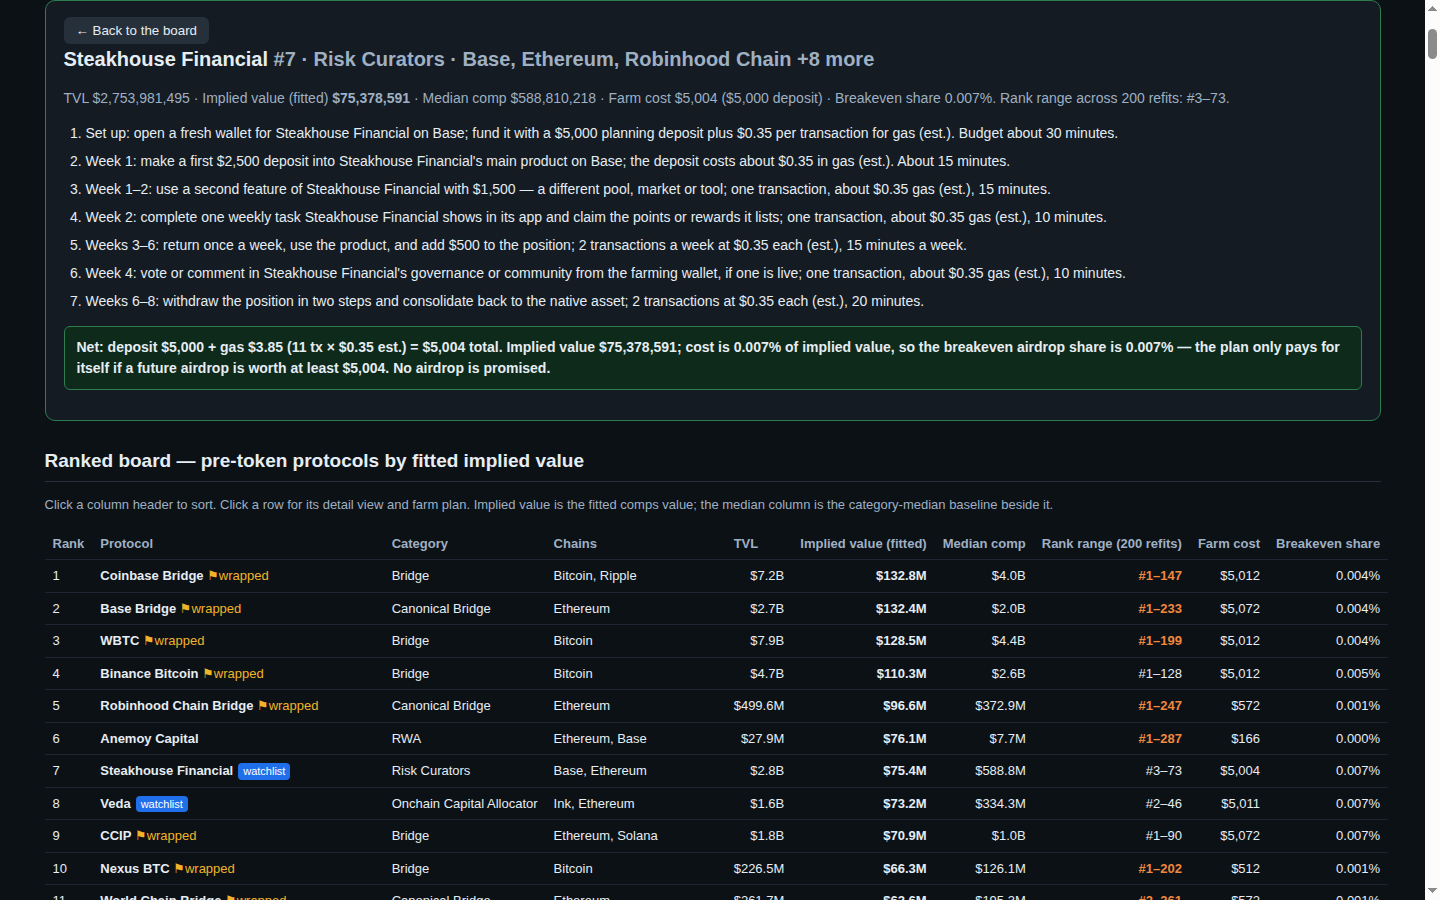 ← Back to the board
Steakhouse Financial #7 · Risk Curators · Base, Ethereum, Robinhood Chain +8 more
TVL $2,753,981,495 · Implied value (fitted) $75,378,591 · Median comp $588,810,218 · Farm cost $5,004 ($5,000 deposit) · Breakeven share 0.007%. Rank range across 200 refits: #3–73.
1. Set up: open a fresh wallet for Steakhouse Financial on Base; fund it with a $5,000 planning deposit plus $0.35 per transaction for gas (est.). Budget about 30 minutes.
2. Week 1: make a first $2,500 deposit into Steakhouse Financial's main product on Base; the deposit costs about $0.35 in gas (est.). About 15 minutes.
3. Week 1–2: use a second feature of Steakhouse Financial with $1,500 — a different pool, market or tool; one transaction, about $0.35 gas (est.), 15 minutes.
4. Week 2: complete one weekly task Steakhouse Financial shows in its app and claim the points or rewards it lists; one transaction, about $0.35 gas (est.), 10 minutes.
5. Weeks 3–6: return once a week, use the product, and add $500 to the position; 2 transactions a week at $0.35 each (est.), 15 minutes a week.
6. Week 4: vote or comment in Steakhouse Financial's governance or community from the farming wallet, if one is live; one transaction, about $0.35 gas (est.), 10 minutes.
7. Weeks 6–8: withdraw the position in two steps and consolidate back to the native asset; 2 transactions at $0.35 each (est.), 20 minutes.
Net: deposit $5,000 + gas $3.85 (11 tx × $0.35 est.) = $5,004 total. Implied value $75,378,591; cost is 0.007% of implied value, so the breakeven airdrop share is 0.007% — the plan only pays for
itself if a future airdrop is worth at least $5,004. No airdrop is promised.
Ranked board — pre-token protocols by fitted implied value
Click a column header to sort. Click a row for its detail view and farm plan. Implied value is the fitted comps value; the median column is the category-median baseline beside it.
Rank Protocol Category Chains TVL Implied value (fitted) Median comp Rank range (200 refits) Farm cost Breakeven share
1 Coinbase Bridge ⚑wrapped Bridge Bitcoin, Ripple $7.2B $132.8M $4.0B #1–147 $5,012 0.004%
2 Base Bridge ⚑wrapped Canonical Bridge Ethereum $2.7B $132.4M $2.0B #1–233 $5,072 0.004%
3 WBTC ⚑wrapped Bridge Bitcoin $7.9B $128.5M $4.4B #1–199 $5,012 0.004%
4 Binance Bitcoin ⚑wrapped Bridge Bitcoin $4.7B $110.3M $2.6B #1–128 $5,012 0.005%
5 Robinhood Chain Bridge ⚑wrapped Canonical Bridge Ethereum $499.6M $96.6M $372.9M #1–247 $572 0.001%
6 Anemoy Capital RWA Ethereum, Base $27.9M $76.1M $7.7M #1–287 $166 0.000%
7 Steakhouse Financial watchlist Risk Curators Base, Ethereum $2.8B $75.4M $588.8M #3–73 $5,004 0.007%
8 Veda watchlist Onchain Capital Allocator Ink, Ethereum $1.6B $73.2M $334.3M #2–46 $5,011 0.007%
9 CCIP ⚑wrapped Bridge Ethereum, Solana $1.8B $70.9M $1.0B #1–90 $5,072 0.007%
10 Nexus BTC ⚑wrapped Bridge Bitcoin $226.5M $66.3M $126.1M #1–202 $512 0.001%